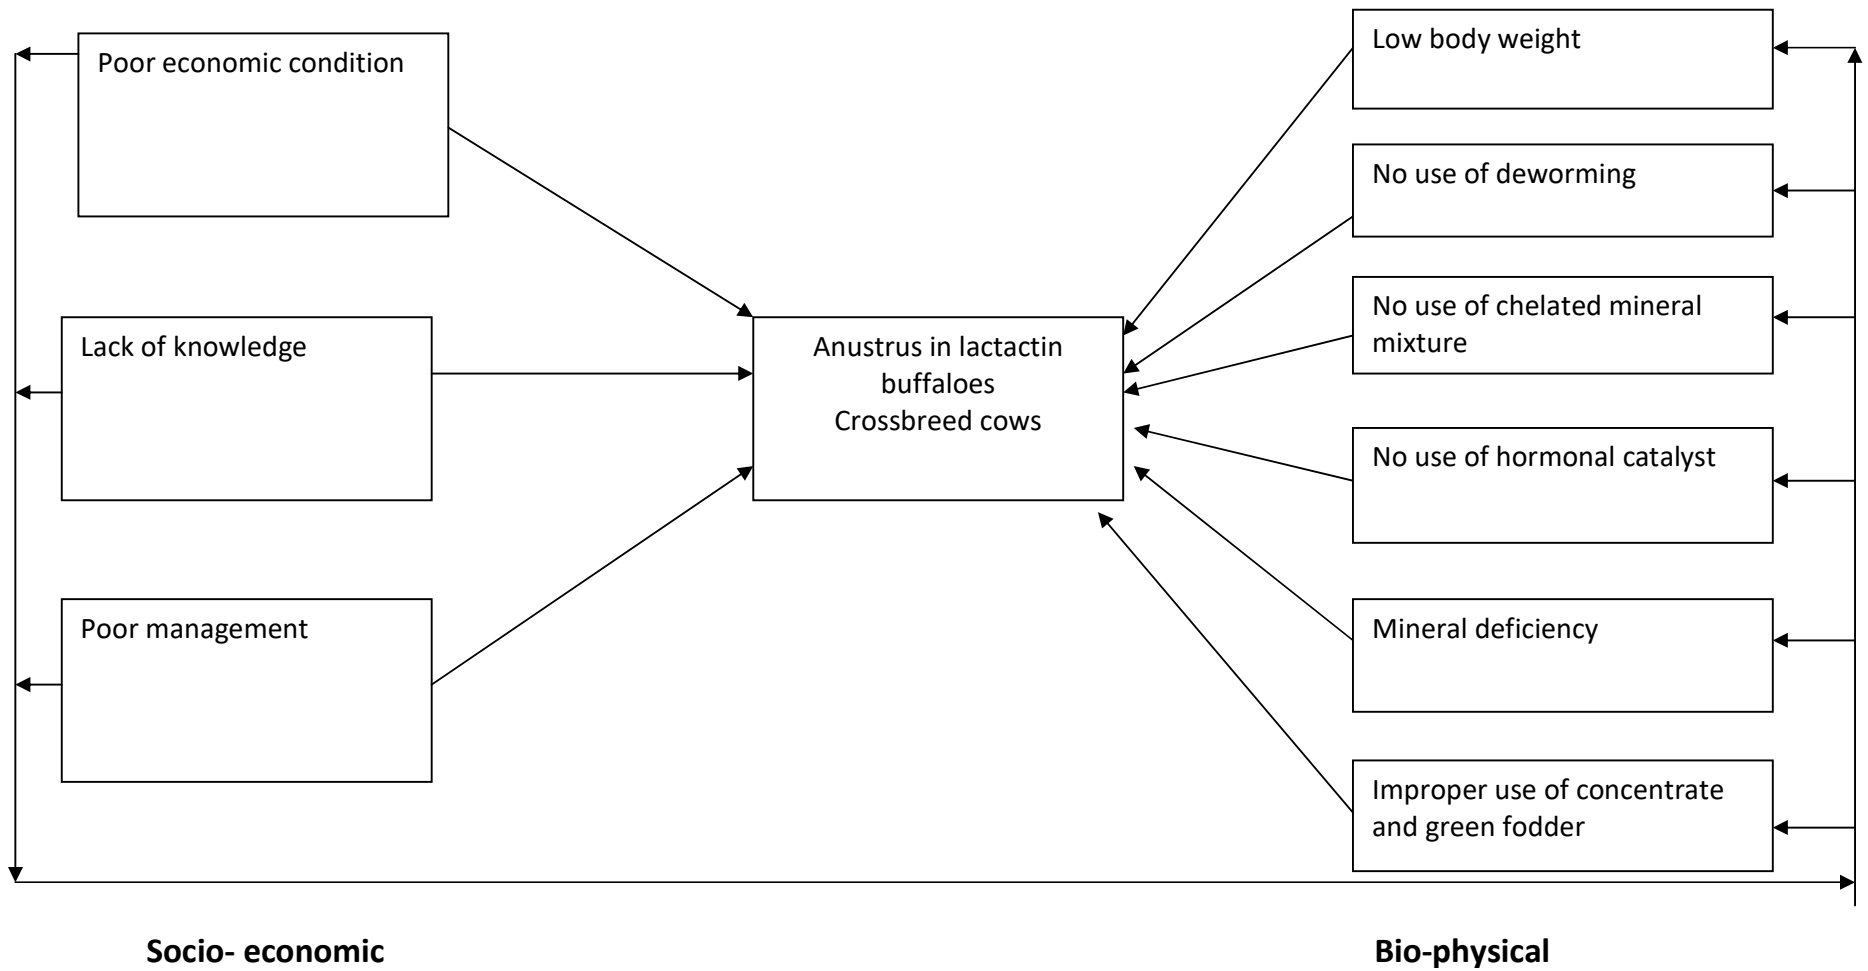 Poor economic condition
Lack of knowledge
Poor management
Anustrus in lactactin
buffaloes
Crossbreed cows
Low body weight
No use of deworming
No use of chelated mineral
mixture
No use of hormonal catalyst
Mineral deficiency
Improper use of concentrate
and green fodder
Socio- economic
Bio-physical